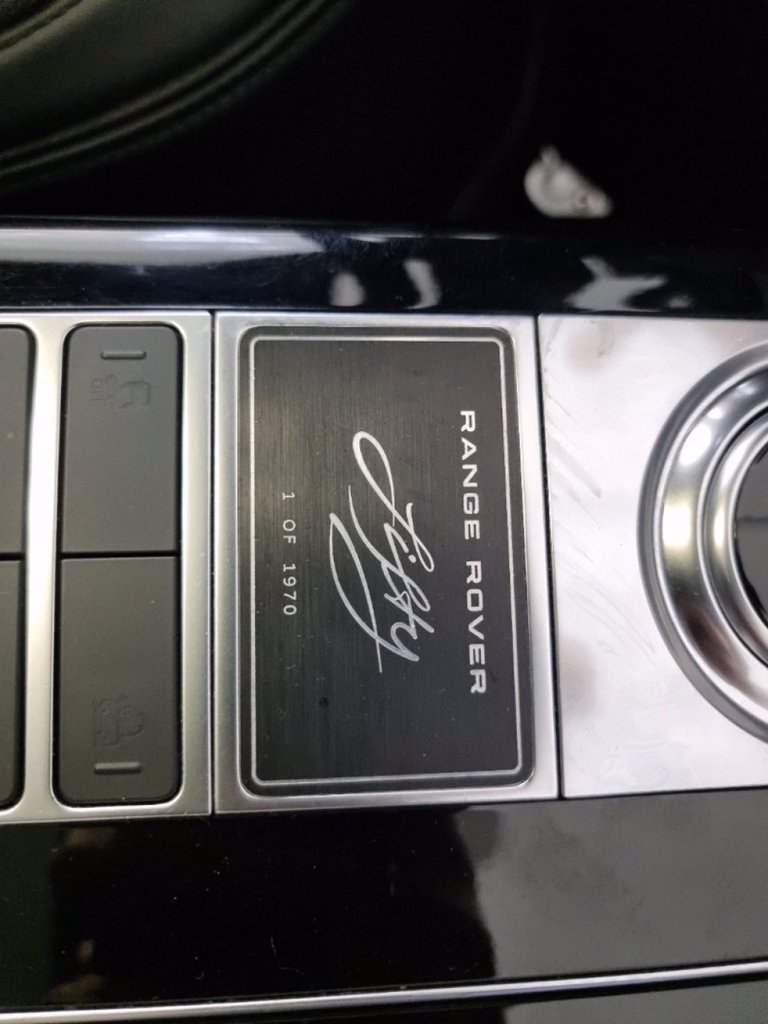 RANGE ROVER
Fifty
1 OF 1970